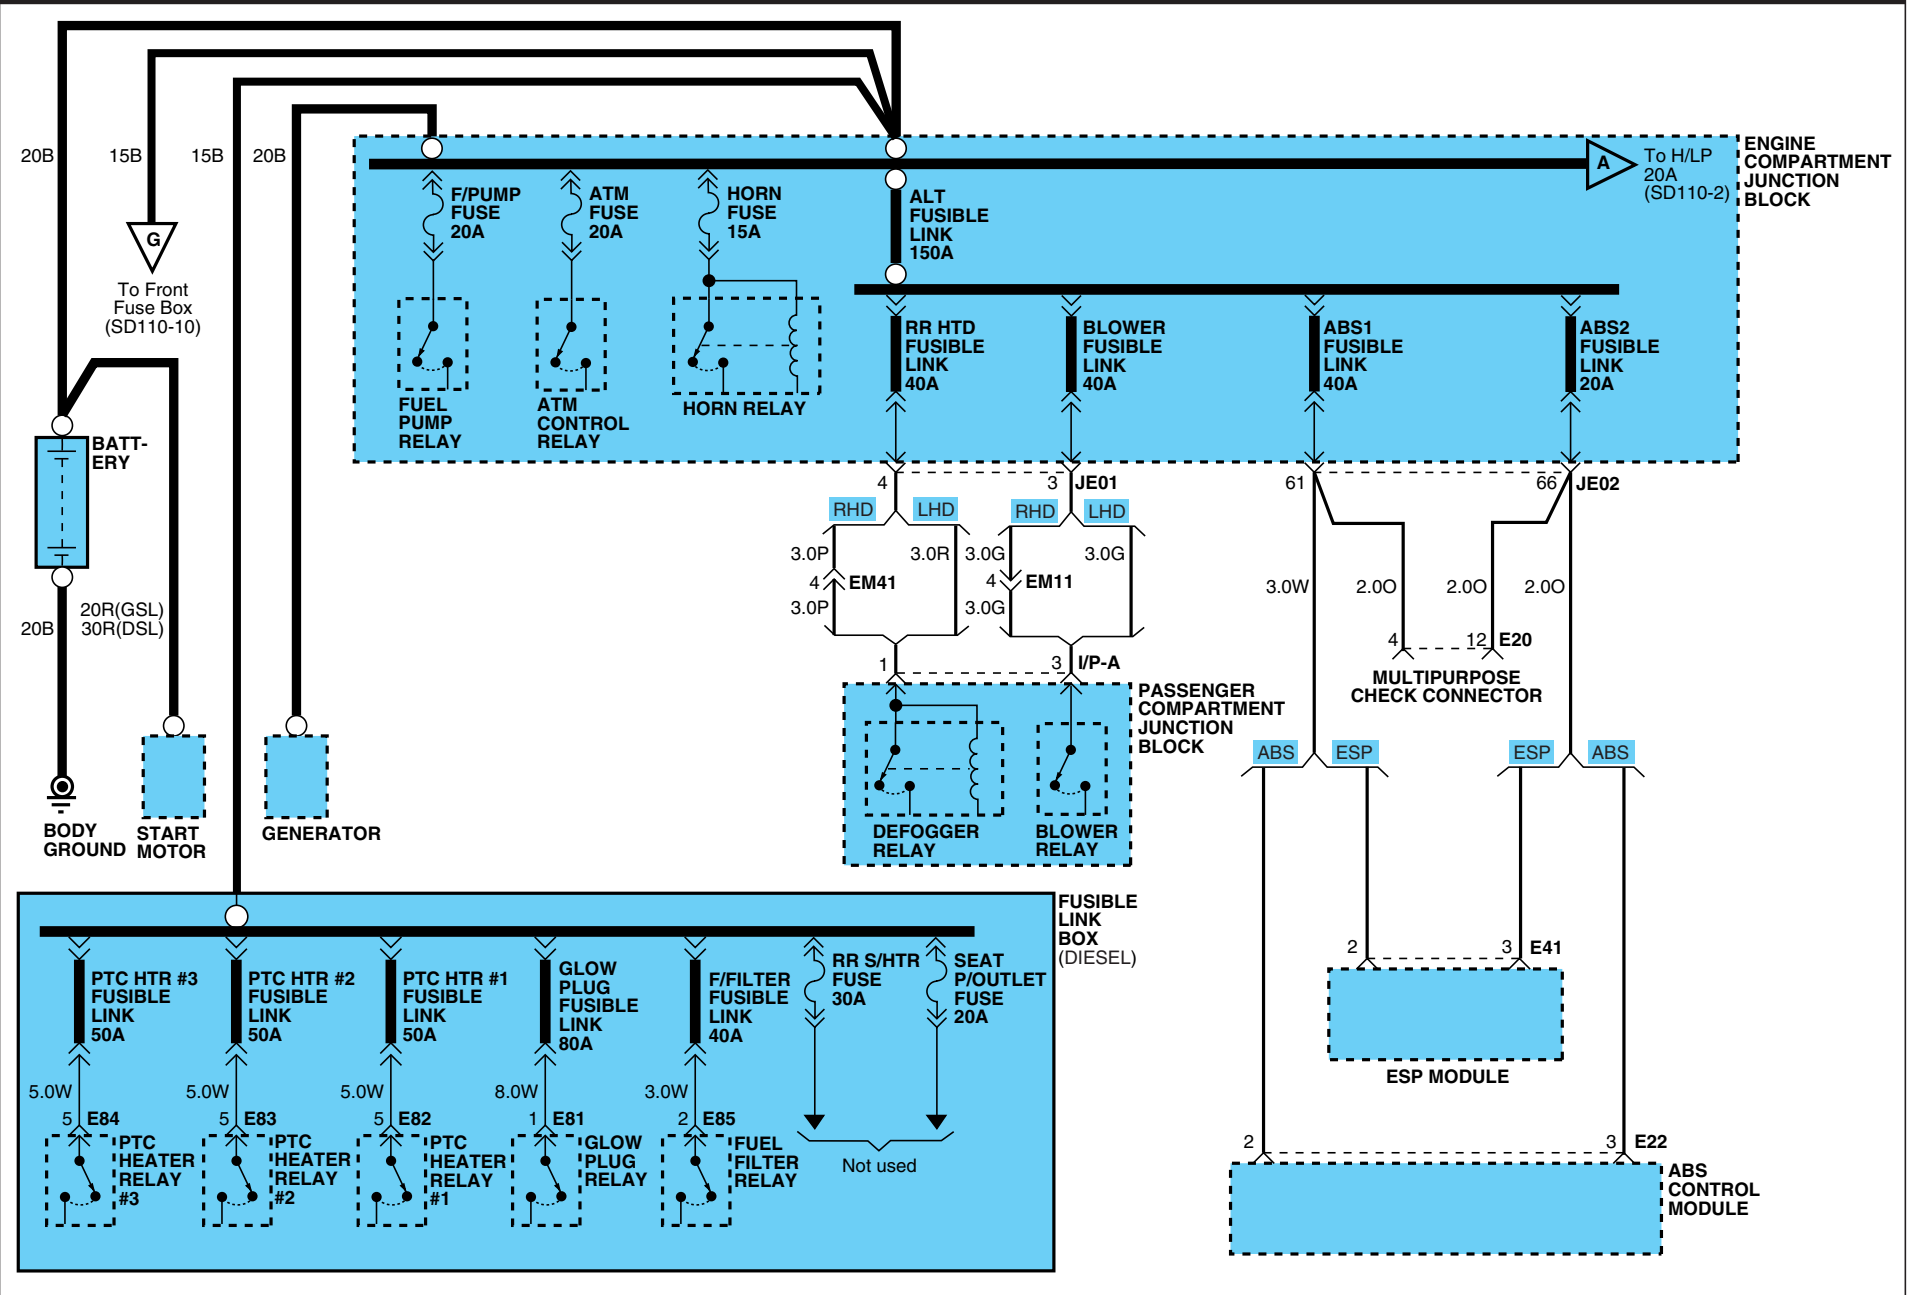 20B
15B
15B
20B
G
To Front
Fuse Box
(SD110-10)
ENGINE
COMPARTMENT
JUNCTION
BLOCK
A
To H/LP
20A
(SD110-2)
F/PUMP
FUSE
20A
ATM
FUSE
20A
HORN
FUSE
15A
ALT
FUSIBLE
LINK
150A
FUEL
PUMP
RELAY
ATM
CONTROL
RELAY
HORN RELAY
RR HTD
FUSIBLE
LINK
40A
BLOWER
FUSIBLE
LINK
40A
ABS1
FUSIBLE
LINK
40A
ABS2
FUSIBLE
LINK
20A
BATT-
ERY
20B
20R(GSL)
30R(DSL)
BODY
GROUND
START
MOTOR
GENERATOR
4
3
JE01
61
66
JE02
RHD
LHD
RHD
LHD
3.0P
3.0R
3.0G
3.0G
4
EM41
4
EM11
3.0P
3.0G
1
3
I/P-A
3.0W
2.0O
2.0O
2.0O
4
12
E20
MULTIPURPOSE
CHECK CONNECTOR
PASSENGER
COMPARTMENT
JUNCTION
BLOCK
DEFOGGER
RELAY
BLOWER
RELAY
ABS
ESP
ESP
ABS
2
3
E41
ESP MODULE
2
3
E22
ABS
CONTROL
MODULE
FUSIBLE
LINK
BOX
(DIESEL)
PTC HTR #3
FUSIBLE
LINK
50A
PTC HTR #2
FUSIBLE
LINK
50A
PTC HTR #1
FUSIBLE
LINK
50A
GLOW
PLUG
FUSIBLE
LINK
80A
F/FILTER
FUSIBLE
LINK
40A
RR S/HTR
FUSE
30A
SEAT
P/OUTLET
FUSE
20A
5.0W
5.0W
5.0W
8.0W
3.0W
5
E84
5
E83
5
E82
1
E81
2
E85
PTC
HEATER
RELAY
#3
PTC
HEATER
RELAY
#2
PTC
HEATER
RELAY
#1
GLOW
PLUG
RELAY
FUEL
FILTER
RELAY
Not used